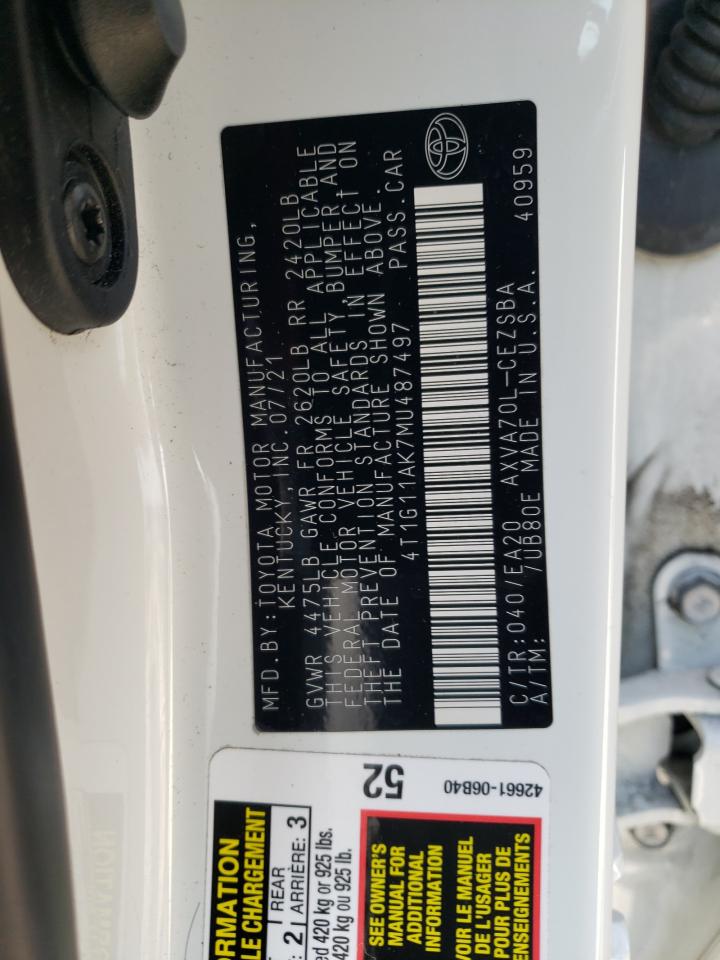 MFD.BY:TOYOTA MOTOR MANUFACTURING,
KENTUCKY,INC.07/21
GVWR 4475LB GAWR FR 2620LB RR 2420LB
THIS VEHICLE CONFORMS TO ALL APPLICABLE
FEDERAL MOTOR VEHICLE SAFETY,BUMPER AND
THEFT PREVENTION STANDARDS IN EFFECT ON
THE DATE OF MANUFACTURE SHOWN ABOVE.
4T1G11AK7MU487497 PASS.CAR
C/TR:040/EA20 AXVA70L-CEZSBA
A/TM: /UB80E MADE IN U.S.A. 40959
52
42661-06B40
LE CHARGEMENT
REAR
: 2 ARRIÈRE: 3
420 kg or 925 lbs.
420 kg ou 925 lb.
SEE OWNER'S
MANUAL FOR
ADDITIONAL
INFORMATION
VOIR LE MANUEL
DE L'USAGER
POUR PLUS DE
RENSEIGNEMENTS